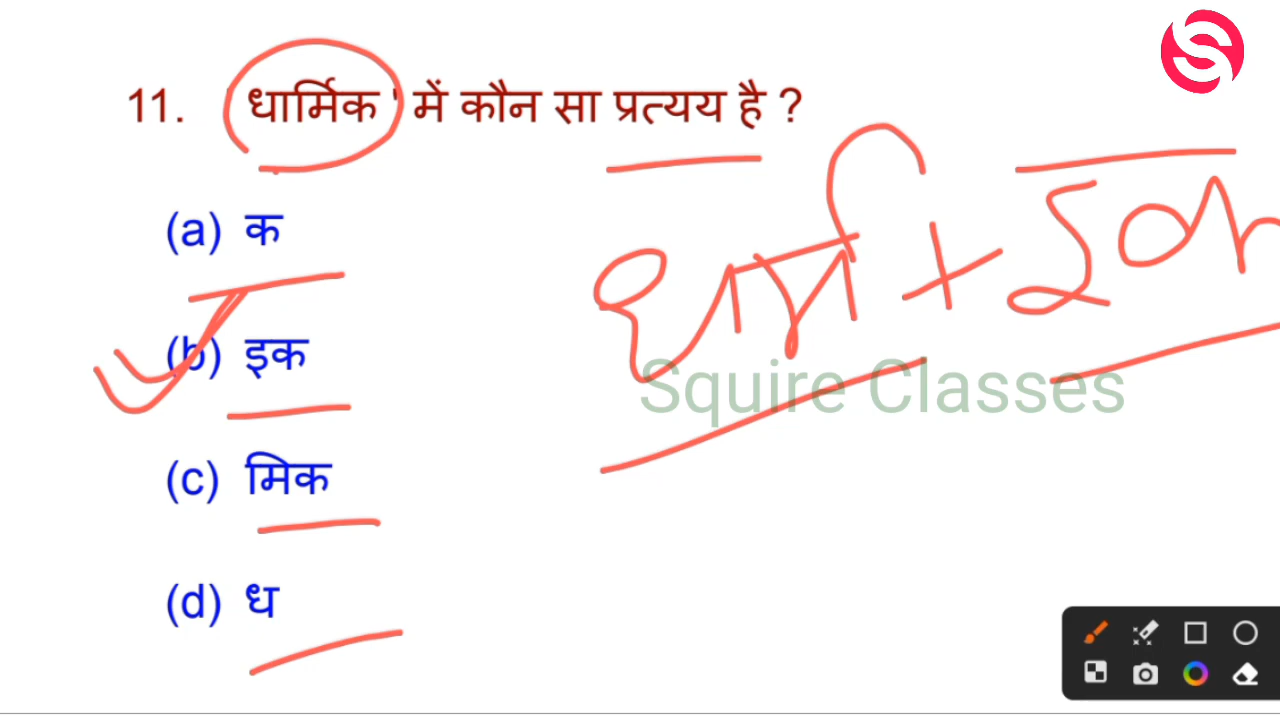 11. ' धार्मिक ' में कौन सा प्रत्यय है ?
(a) क
धर्म + इक
(b) इक
Squire Classes
(c) मिक
(d) ध